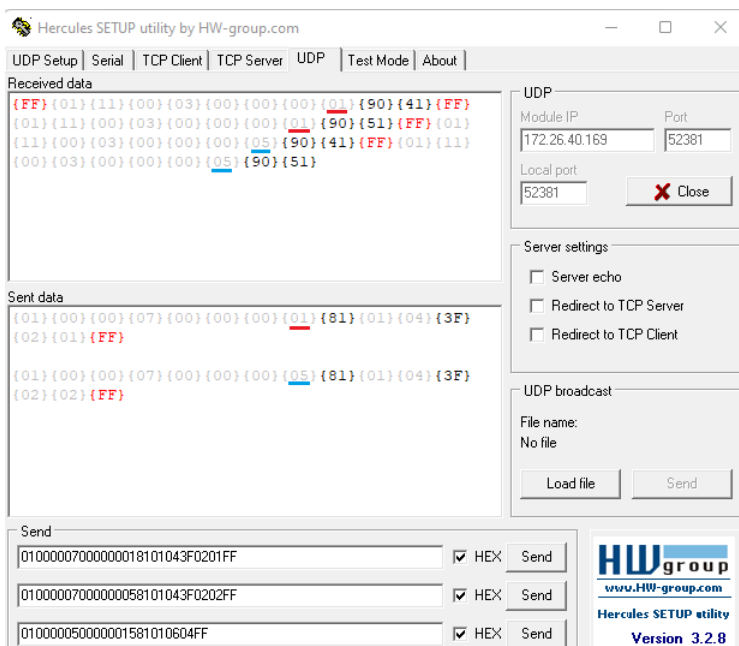 Hercules SETUP utility by HW-group.com
UDP Setup Serial TCP Client TCP Server UDP Test Mode About
Received data
{FF}{01}{11}{00}{03}{00}{00}{00}{01}{90}{41}{FF}
{01}{11}{00}{03}{00}{00}{00}{01}{90}{51}{FF}{01}
{11}{00}{03}{00}{00}{00}{05}{90}{41}{FF}{01}{11}
{00}{03}{00}{00}{00}{05}{90}{51}
Sent data
{01}{00}{00}{07}{00}{00}{00}{01}{81}{01}{04}{3F}
{02}{01}{FF}
{01}{00}{00}{07}{00}{00}{00}{05}{81}{01}{04}{3F}
{02}{02}{FF}
UDP
Module IP Port
172.26.40.169 52381
Local port
52381 Close
Server settings
Server echo
Redirect to TCP Server
Redirect to TCP Client
UDP broadcast
File name:
No file
Load file Send
Send
01000007000000018101043F0201FF HEX Send
01000007000000058101043F0202FF HEX Send
010000050000001581010604FF HEX Send
HW group
www.HW-group.com
Hercules SETUP utility
Version 3.2.8